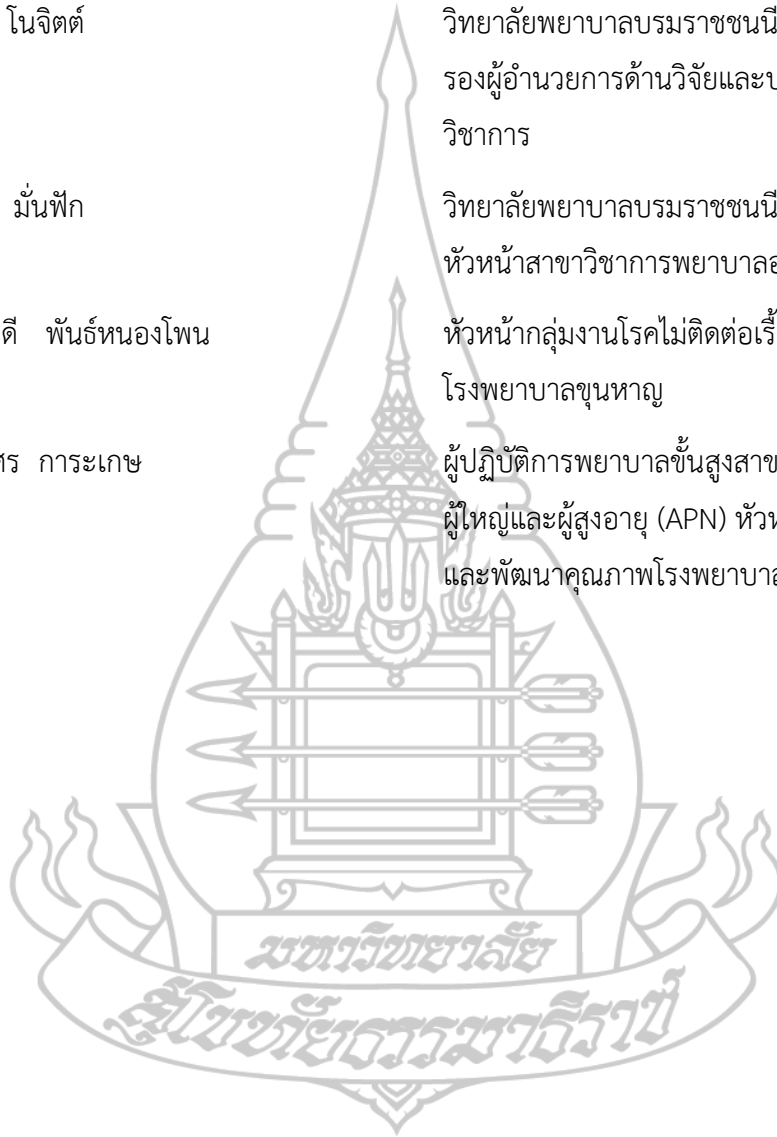 โนจิตต์ วิทยาลัยพยาบาลบรมราชชนนี
รองผู้อำนวยการด้านวิจัยและบ
วิชาการ
มั่นฟัก วิทยาลัยพยาบาลบรมราชชนนี
หัวหน้าสาขาวิชาการพยาบาล
ดี พันธ์หนองโพน หัวหน้ากลุ่มงานโรคไม่ติดต่อเรื้
โรงพยาบาลขุนหาญ
ศร การะเกษ ผู้ปฏิบัติการพยาบาลขั้นสูงสาข
ผู้ใหญ่และผู้สูงอายุ (APN) หัวห
และพัฒนาคุณภาพโรงพยาบาล
มหาวิทยาลัย
สุโขทัยธรรมาธิราช